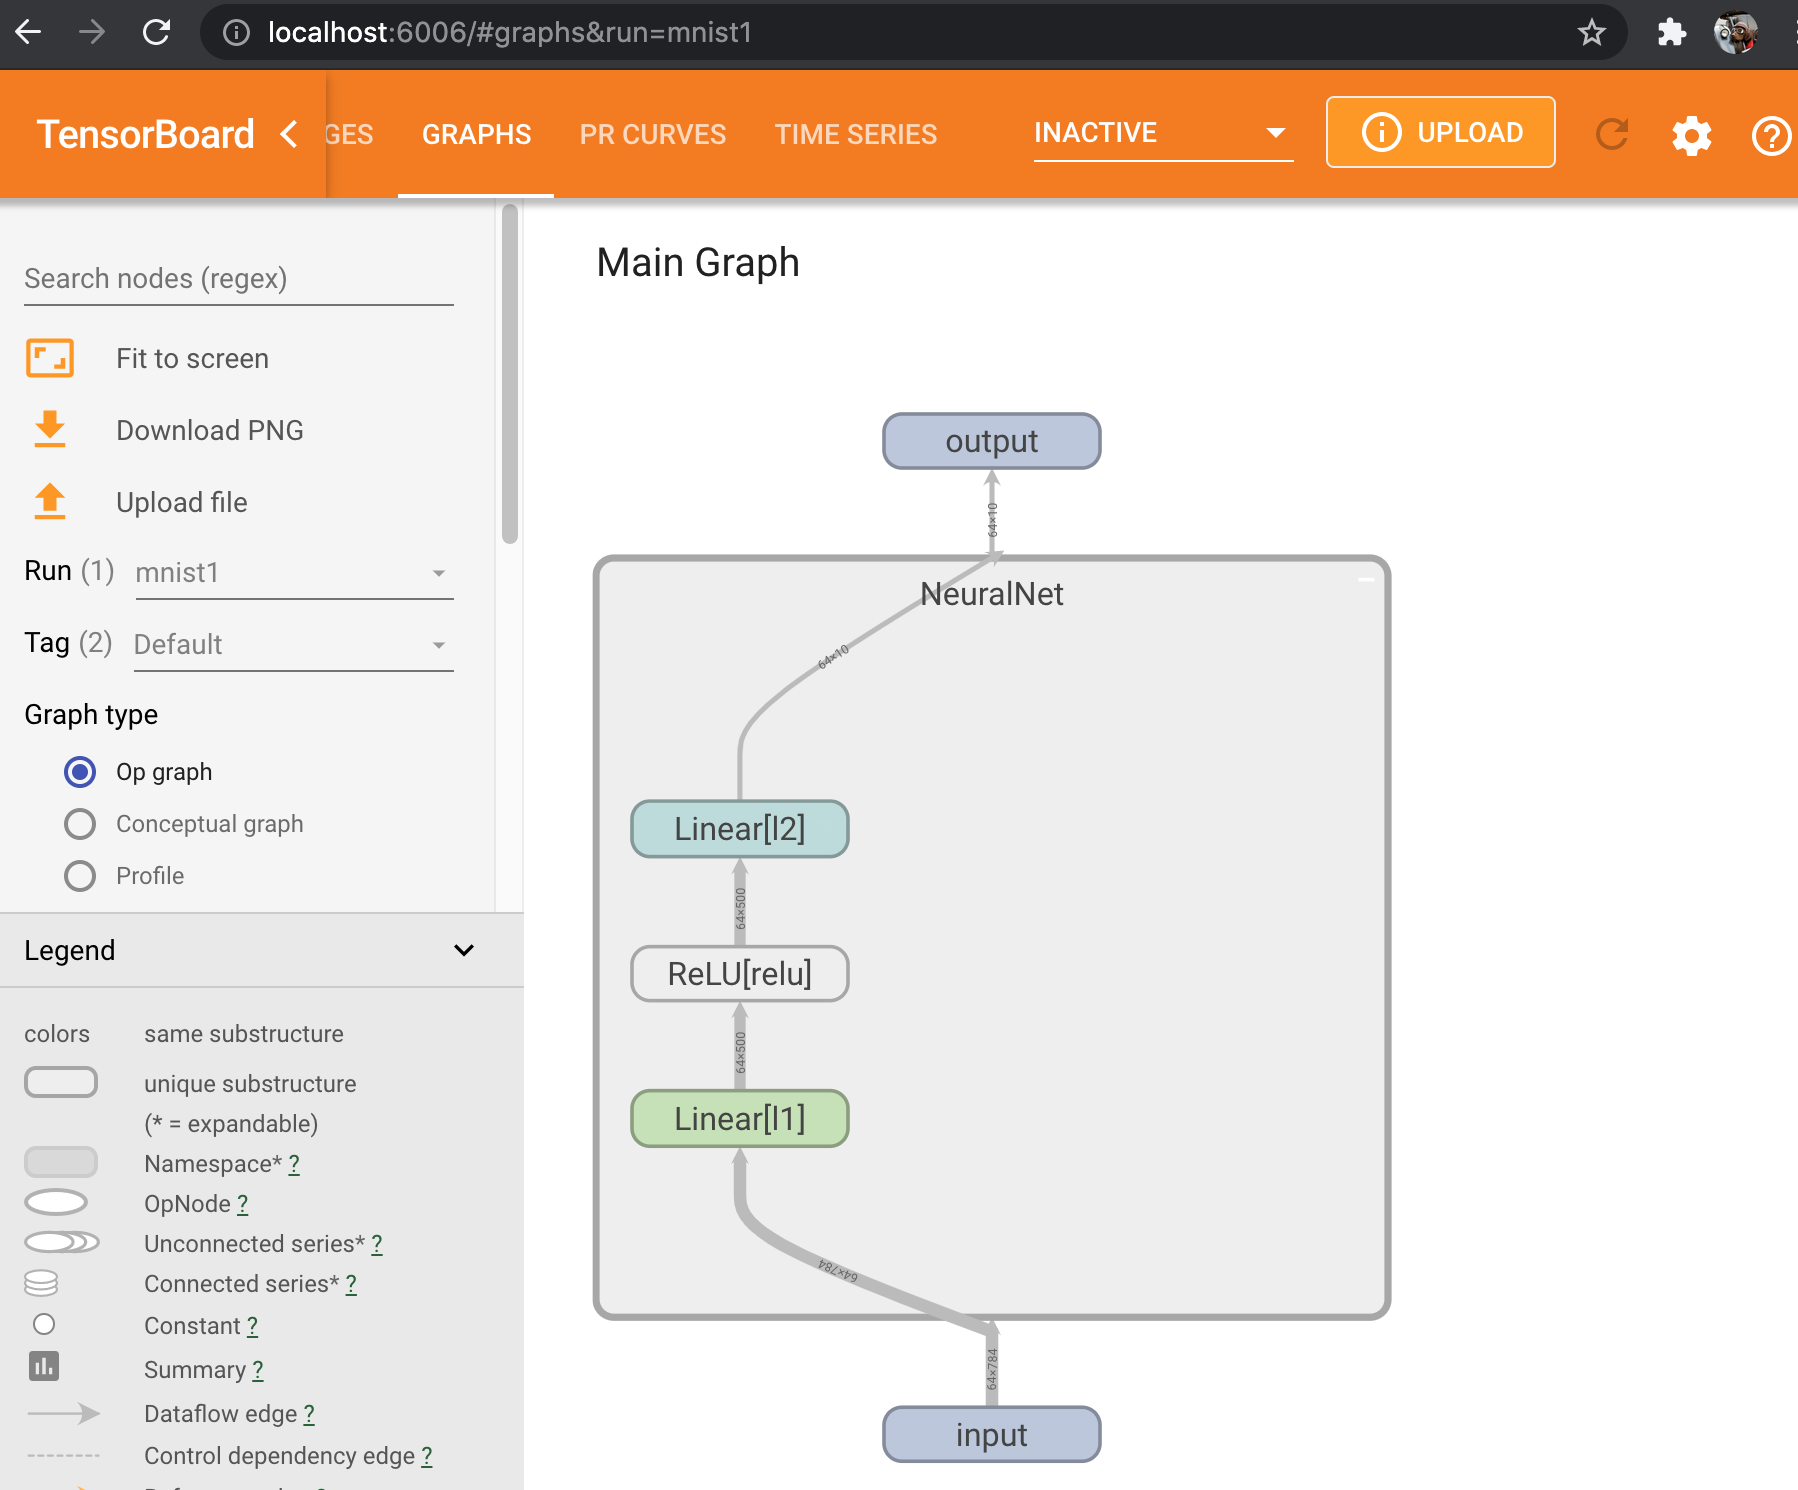 localhost:6006/#graphs&run=mnist1
TensorBoard
GES
GRAPHS
PR CURVES
TIME SERIES
INACTIVE
UPLOAD
Search nodes (regex)
Fit to screen
Download PNG
Upload file
Run (1) mnist1
Tag (2) Default
Graph type
Op graph
Conceptual graph
Profile
Legend
colors same substructure
unique substructure
(* = expandable)
Namespace* ?
OpNode ?
Unconnected series* ?
Connected series* ?
Constant ?
Summary ?
Dataflow edge ?
Control dependency edge ?
Main Graph
output
64×10
NeuralNet
64×10
Linear[l2]
64×500
ReLU[relu]
64×500
Linear[l1]
64×784
64×784
input